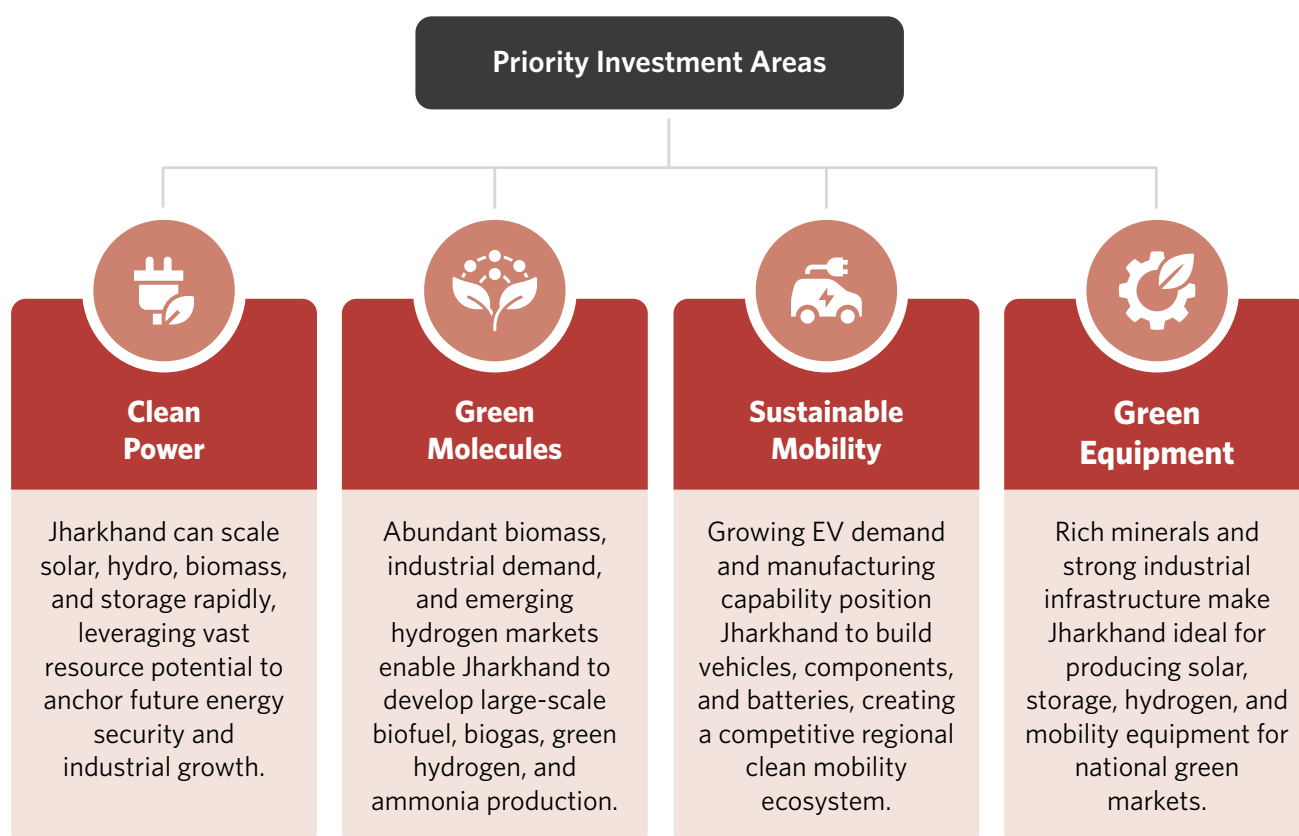 Priority Investment Areas
Clean
Power
Jharkhand can scale
solar, hydro, biomass,
and storage rapidly,
leveraging vast
resource potential to
anchor future energy
security and
industrial growth.
Green
Molecules
Abundant biomass,
industrial demand,
and emerging
hydrogen markets
enable Jharkhand to
develop large-scale
biofuel, biogas, green
hydrogen, and
ammonia production.
Sustainable
Mobility
Growing EV demand
and manufacturing
capability position
Jharkhand to build
vehicles, components,
and batteries, creating
a competitive regional
clean mobility
ecosystem.
Green
Equipment
Rich minerals and
strong industrial
infrastructure make
Jharkhand ideal for
producing solar,
storage, hydrogen, and
mobility equipment for
national green
markets.